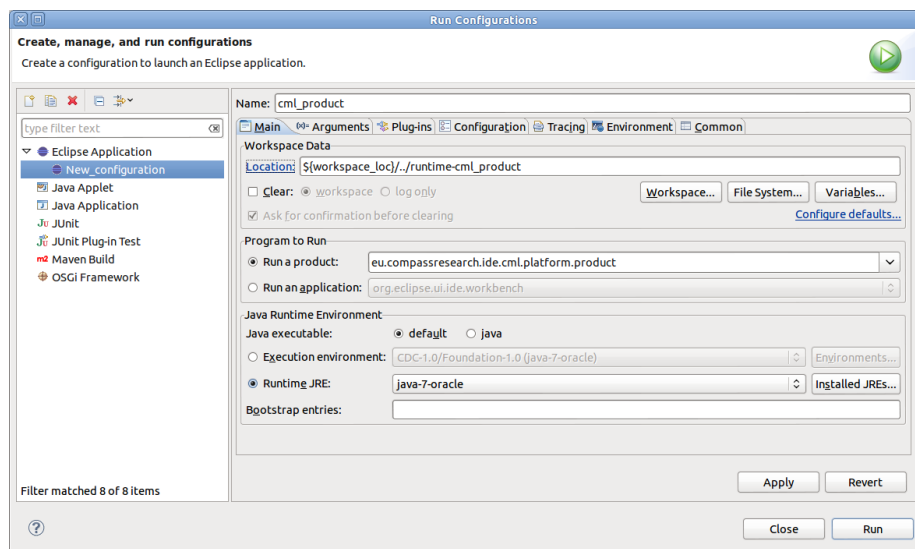 Run Configurations
Create, manage, and run configurations
Create a configuration to launch an Eclipse application.
Name: cml_product
type filter text
Main (x)= Arguments Plug-ins Configuration Tracing Environment Common
Eclipse Application
New_configuration
Java Applet
Java Application
Ju JUnit
Jü JUnit Plug-in Test
m2 Maven Build
OSGi Framework
Filter matched 8 of 8 items
Workspace Data
Location: ${workspace_loc}/../runtime-cml_product
Clear: workspace log only Workspace... File System... Variables...
Ask for confirmation before clearing Configure defaults...
Program to Run
Run a product: eu.compassresearch.ide.cml.platform.product
Run an application: org.eclipse.ui.ide.workbench
Java Runtime Environment
Java executable: default java
Execution environment: CDC-1.0/Foundation-1.0 (java-7-oracle) Environments...
Runtime JRE: java-7-oracle Installed JREs...
Bootstrap entries:
Apply Revert
? Close Run